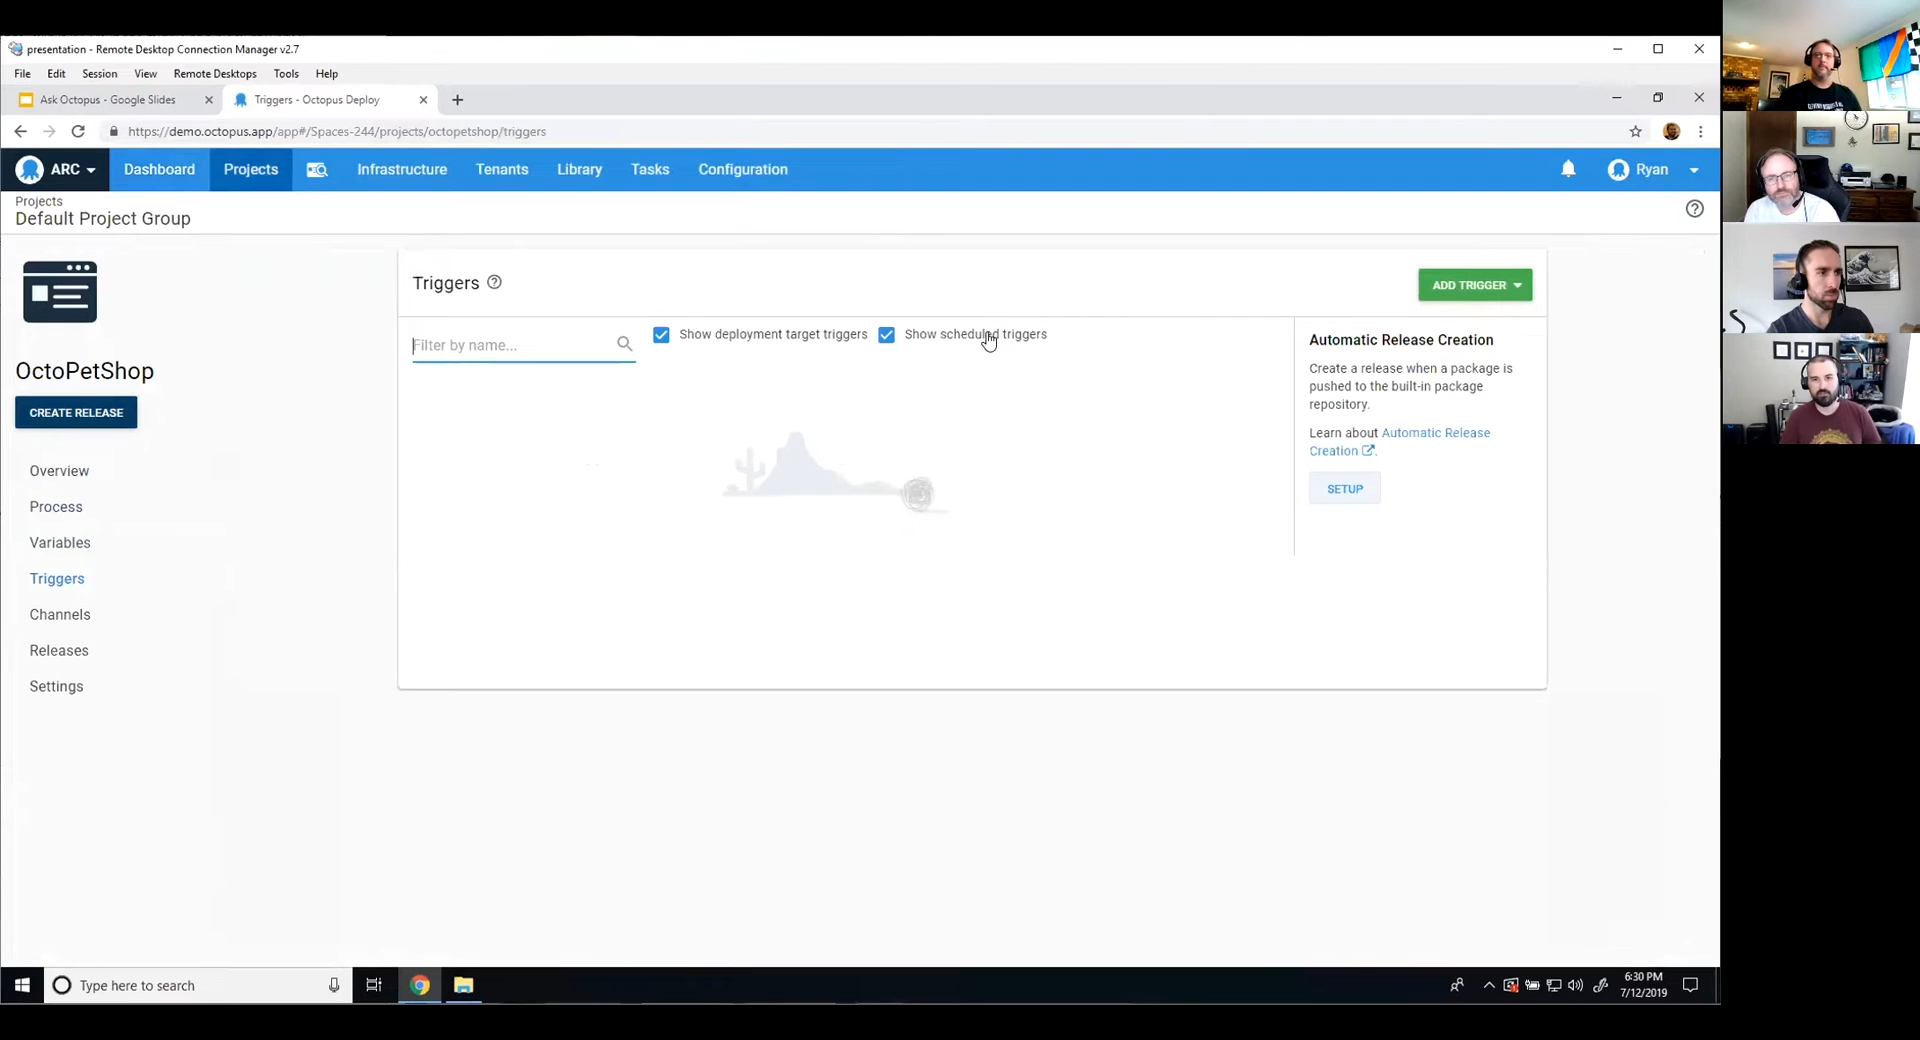 presentation - Remote Desktop Connection Manager v2.7
File Edit Session View Remote Desktops Tools Help
Ask Octopus - Google Slides
Triggers - Octopus Deploy
https://demo.octopus.app/app#/Spaces-244/projects/octopetshop/triggers
ARC Dashboard Projects Infrastructure Tenants Library Tasks Configuration Ryan
Projects
Default Project Group
Triggers
ADD TRIGGER
Filter by name...
Show deployment target triggers
Show scheduled triggers
Automatic Release Creation
Create a release when a package is
pushed to the built-in package
repository.
Learn about Automatic Release
Creation.
SETUP
OctoPetShop
CREATE RELEASE
Overview
Process
Variables
Triggers
Channels
Releases
Settings
Type here to search
6:30 PM
7/12/2019